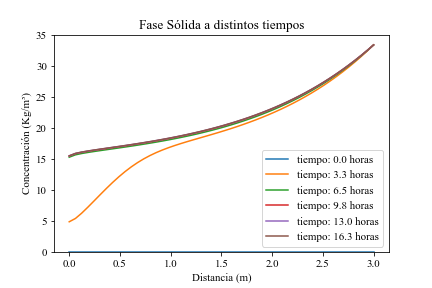 Fase Sólida a distintos tiempos
Concentración (Kg/m³)
35
30
25
20
15
10
5
0
0.0 0.5 1.0 1.5 2.0 2.5 3.0
Distancia (m)
tiempo: 0.0 horas
tiempo: 3.3 horas
tiempo: 6.5 horas
tiempo: 9.8 horas
tiempo: 13.0 horas
tiempo: 16.3 horas